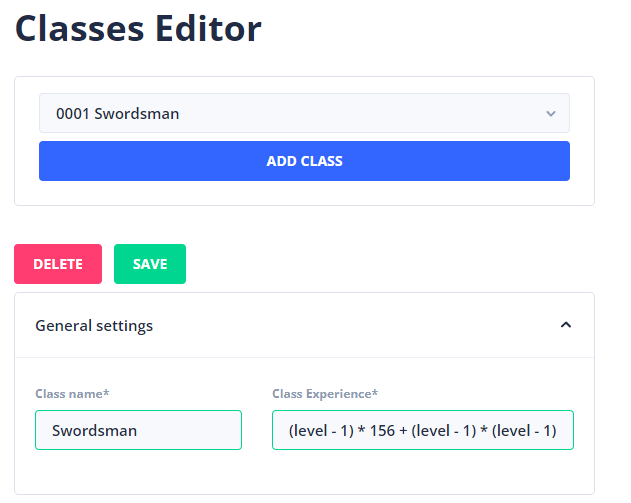 Classes Editor
0001 Swordsman
ADD CLASS
DELETE SAVE
General settings
Class name* Class Experience*
Swordsman (level - 1) * 156 + (level - 1) * (level - 1)